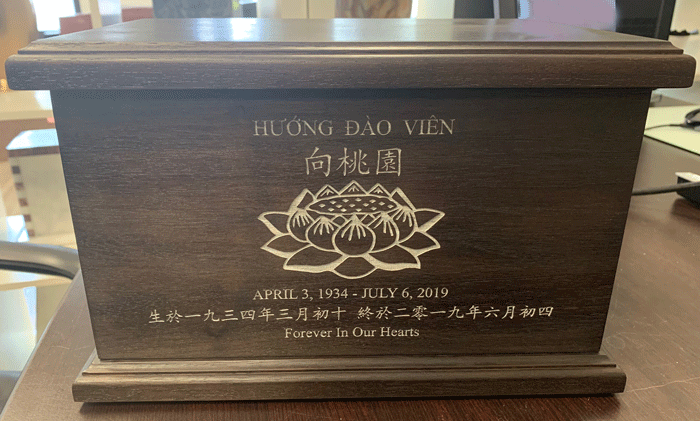 HƯỚNG ĐÀO VIÊN
向桃園
APRIL 3, 1934 - JULY 6, 2019
生於一九三四年三月初十 終於二零一九年六月初四
Forever In Our Hearts